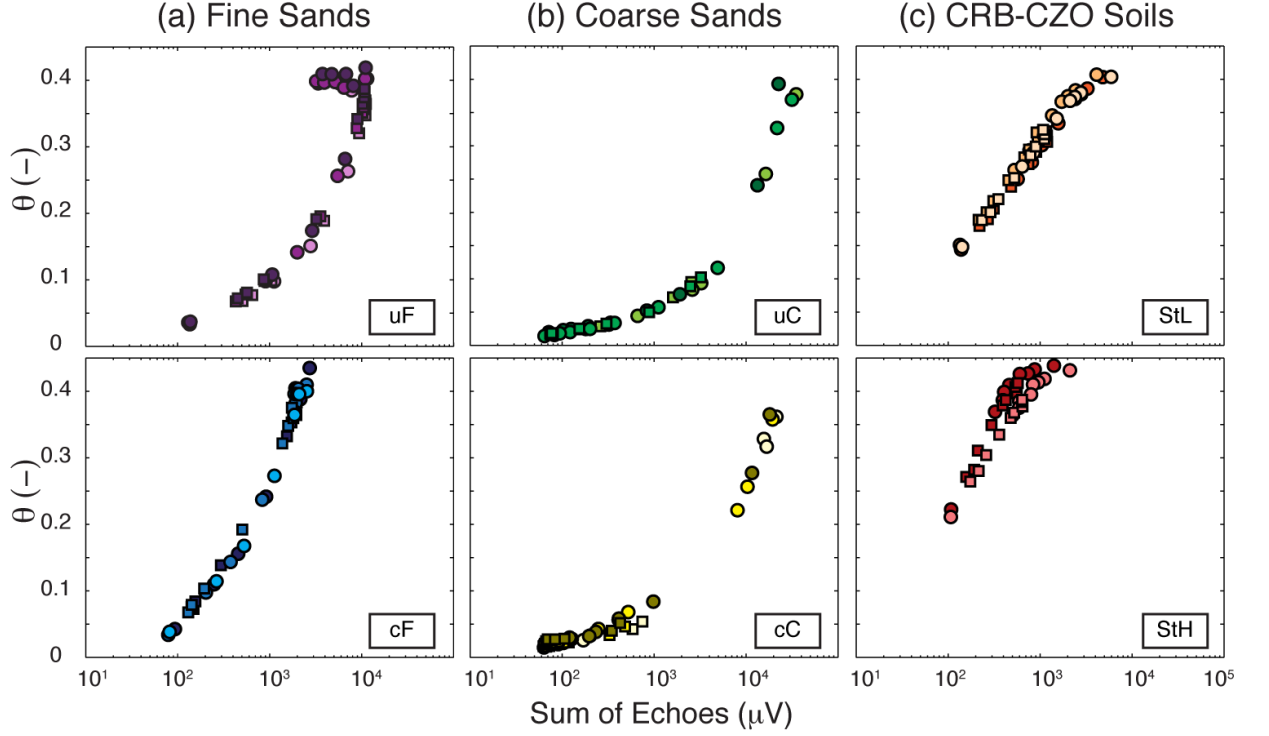 (a) Fine Sands (b) Coarse Sands (c) CRB-CZO Soils
θ (−)
0.4
0.3
0.2
0.1
0
uF uC StL
θ (−)
0.4
0.3
0.2
0.1
0
cF cC StH
10¹ 10² 10³ 10⁴ 10¹ 10² 10³ 10⁴ 10¹ 10² 10³ 10⁴ 10⁵
Sum of Echoes (μV)